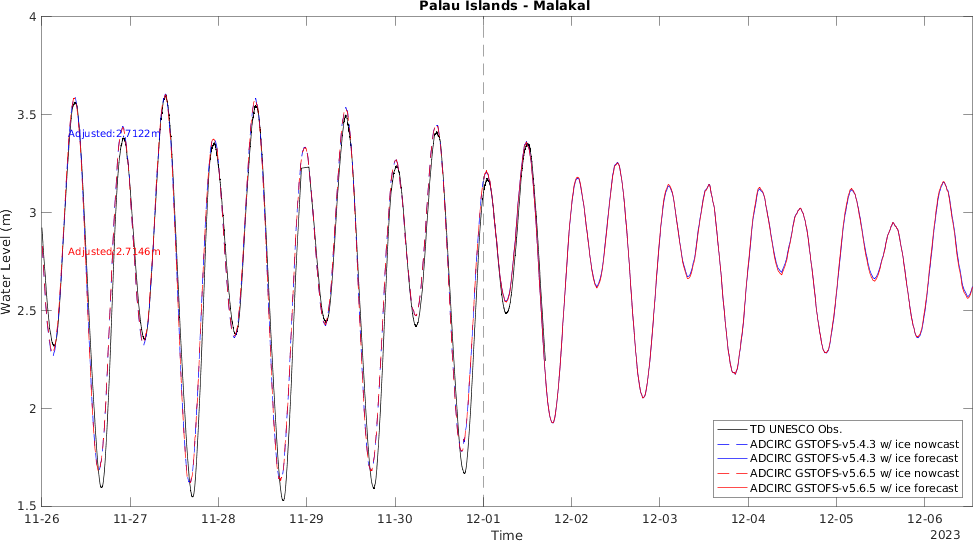 Palau Islands - Malakal
4
3.5
3
2.5
2
1.5
Water Level (m)
Adjusted:2.7122m
Adjusted:2.7146m
TD UNESCO Obs.
ADCIRC GSTOFS-v5.4.3 w/ ice nowcast
ADCIRC GSTOFS-v5.4.3 w/ ice forecast
ADCIRC GSTOFS-v5.6.5 w/ ice nowcast
ADCIRC GSTOFS-v5.6.5 w/ ice forecast
11-26 11-27 11-28 11-29 11-30 12-01 12-02 12-03 12-04 12-05 12-06
Time
2023